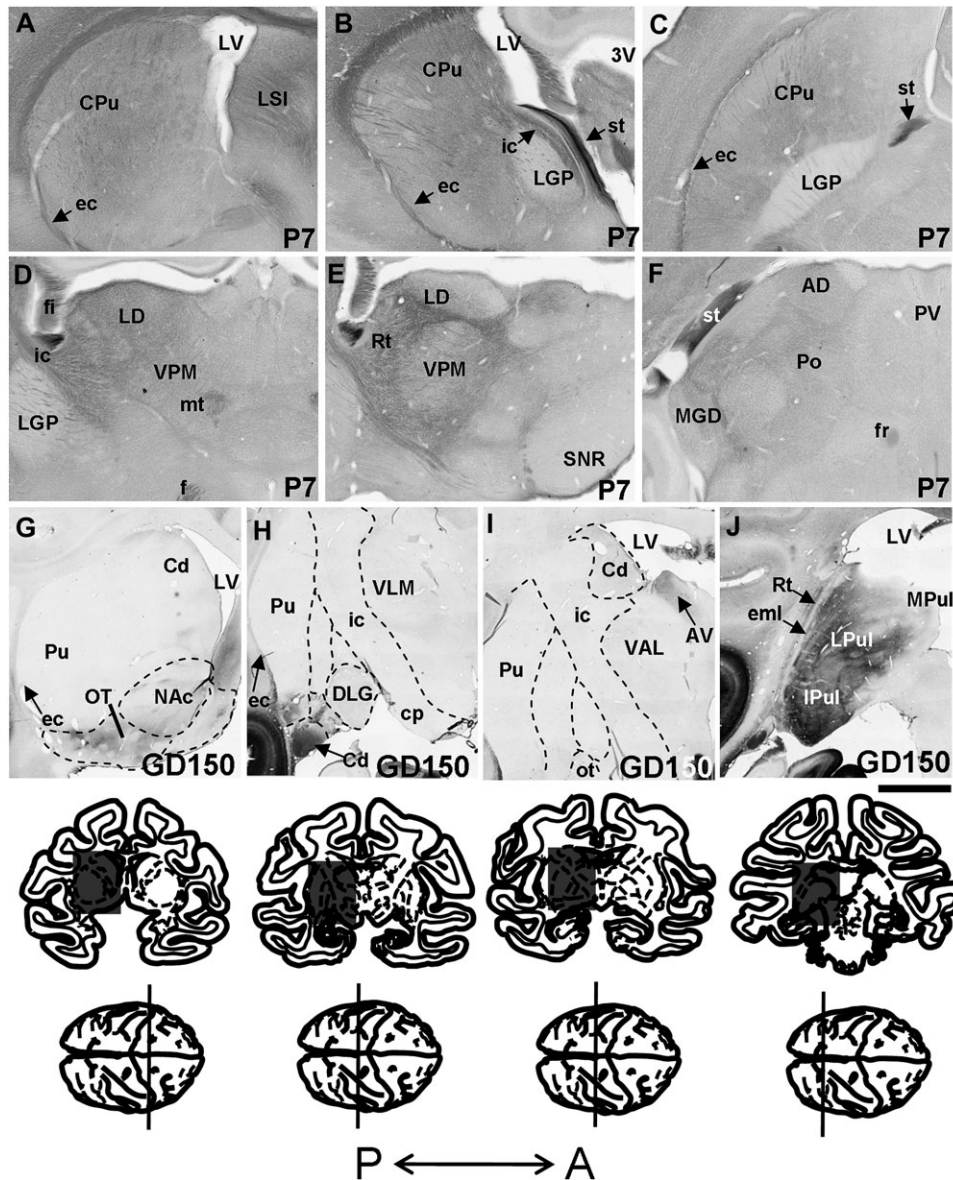 A
LV
CPu
LSI
ec
P7
B
LV
3V
CPu
st
ic
LGP
ec
P7
C
CPu
st
ec
LGP
P7
D
fi
LD
ic
VPM
mt
LGP
f
P7
E
LD
Rt
VPM
SNR
P7
F
AD
st
PV
Po
MGD
fr
P7
G
Cd
LV
Pu
OT
NAc
ec
GD150
H
VLM
Pu
ic
DLG
ec
cp
Cd
GD150
I
LV
Cd
ic
AV
VAL
Pu
ot
GD150
J
LV
Rt
eml
MPul
LPul
IPul
GD150
P A